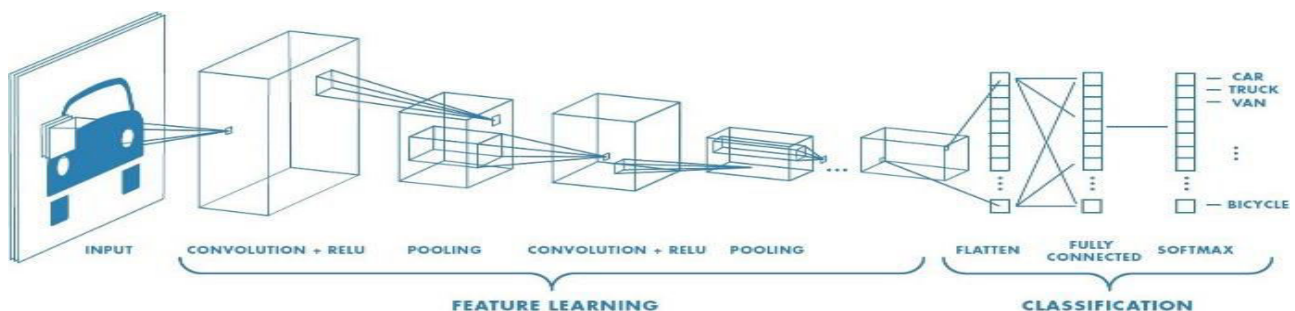 CAR
TRUCK
VAN
BICYCLE
INPUT CONVOLUTION + RELU POOLING CONVOLUTION + RELU POOLING FLATTEN FULLY CONNECTED SOFTMAX
FEATURE LEARNING CLASSIFICATION